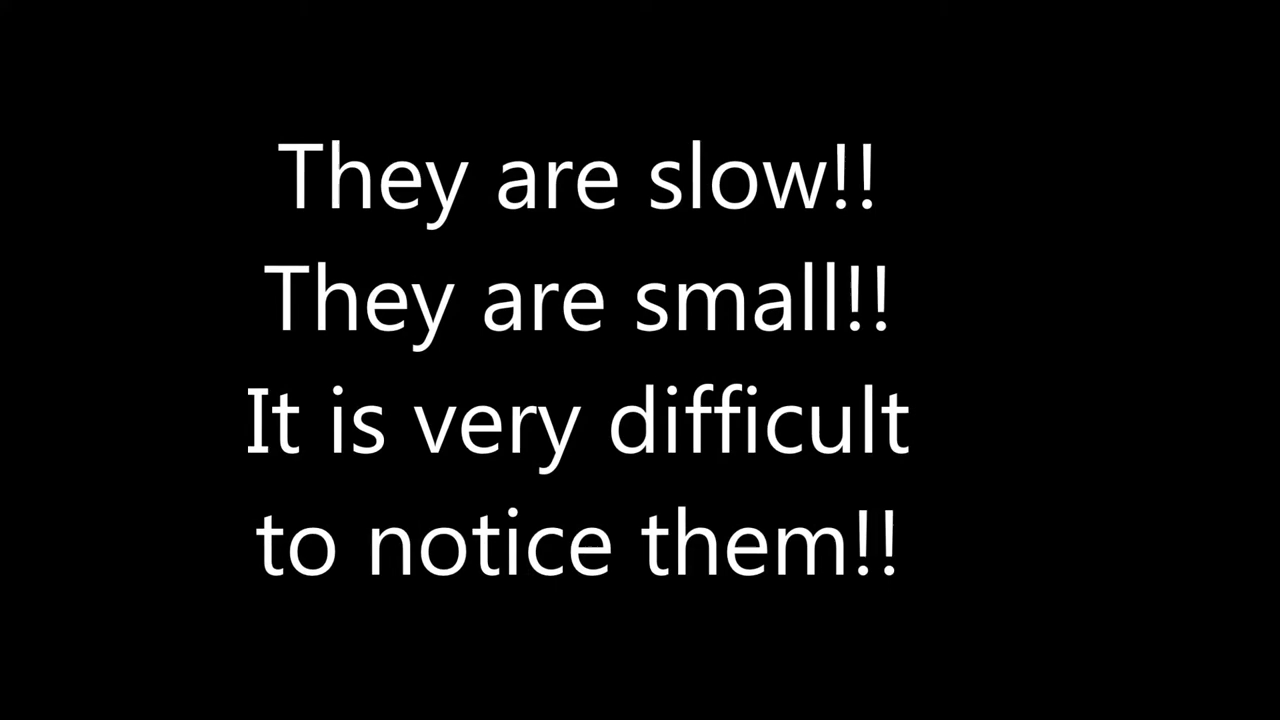 They are slow!!
They are small!!
It is very difficult
to notice them!!